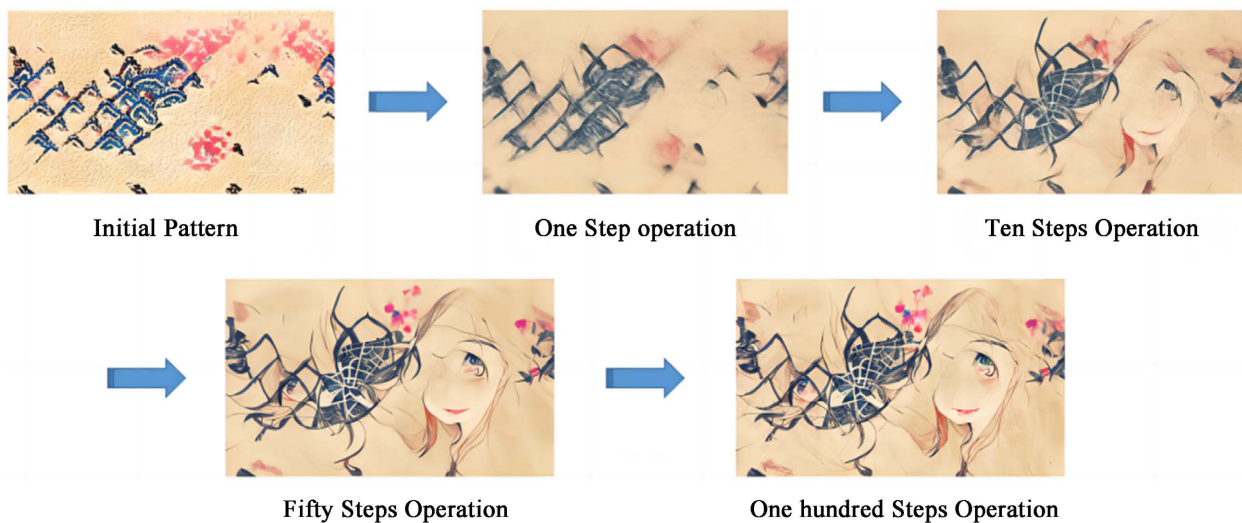 Initial Pattern
One Step operation
Ten Steps Operation
Fifty Steps Operation
One hundred Steps Operation